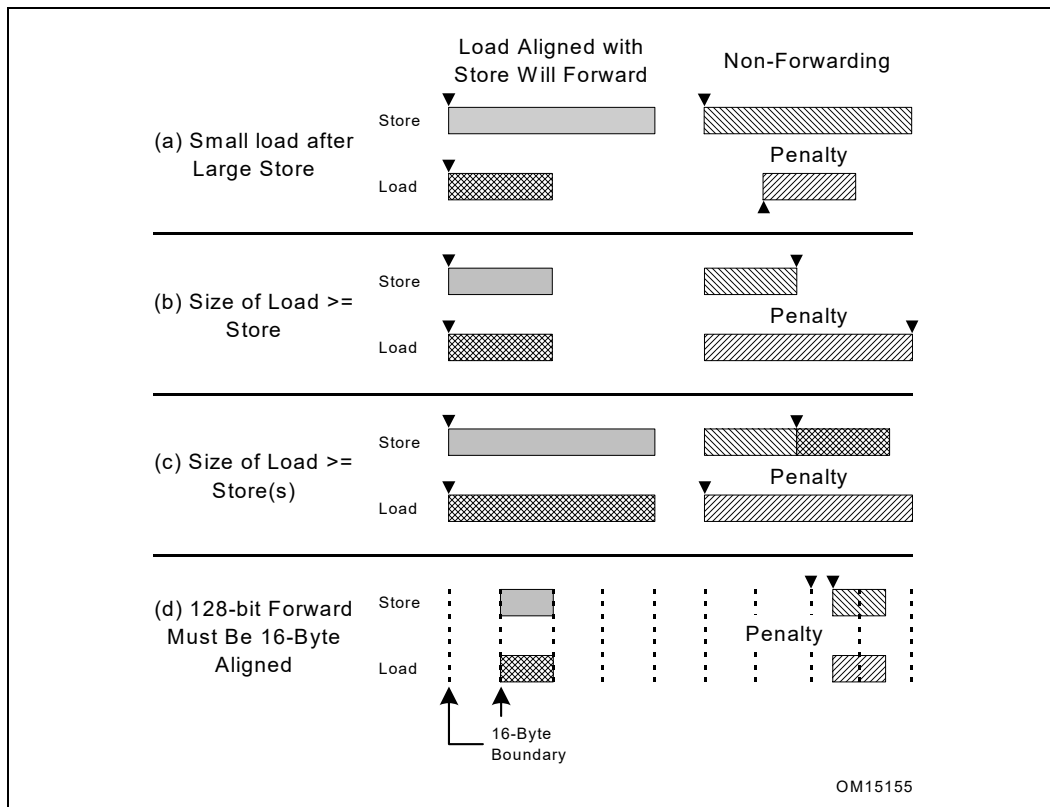 Load Aligned with
Store Will Forward
Non-Forwarding
(a) Small load after
Large Store
Store
Load
Penalty
(b) Size of Load >=
Store
Store
Load
Penalty
(c) Size of Load >=
Store(s)
Store
Load
Penalty
(d) 128-bit Forward
Must Be 16-Byte
Aligned
Store
Load
Penalty
16-Byte
Boundary
OM15155